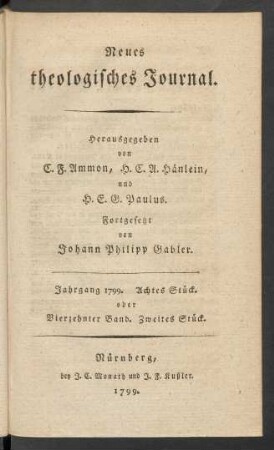 Neues
theologisches Journal.
Herausgegeben
von
C. F. Ammon, H. C. A. Hänlein,
und
H. E. G. Paulus.
Fortgesetzt
von
Johann Philipp Gabler.
Jahrgang 1799. Achtes Stück.
oder
Vierzehnter Band. Zweites Stück.
Nürnberg,
bey J. C. Monath und J. F. Kußler.
1799.